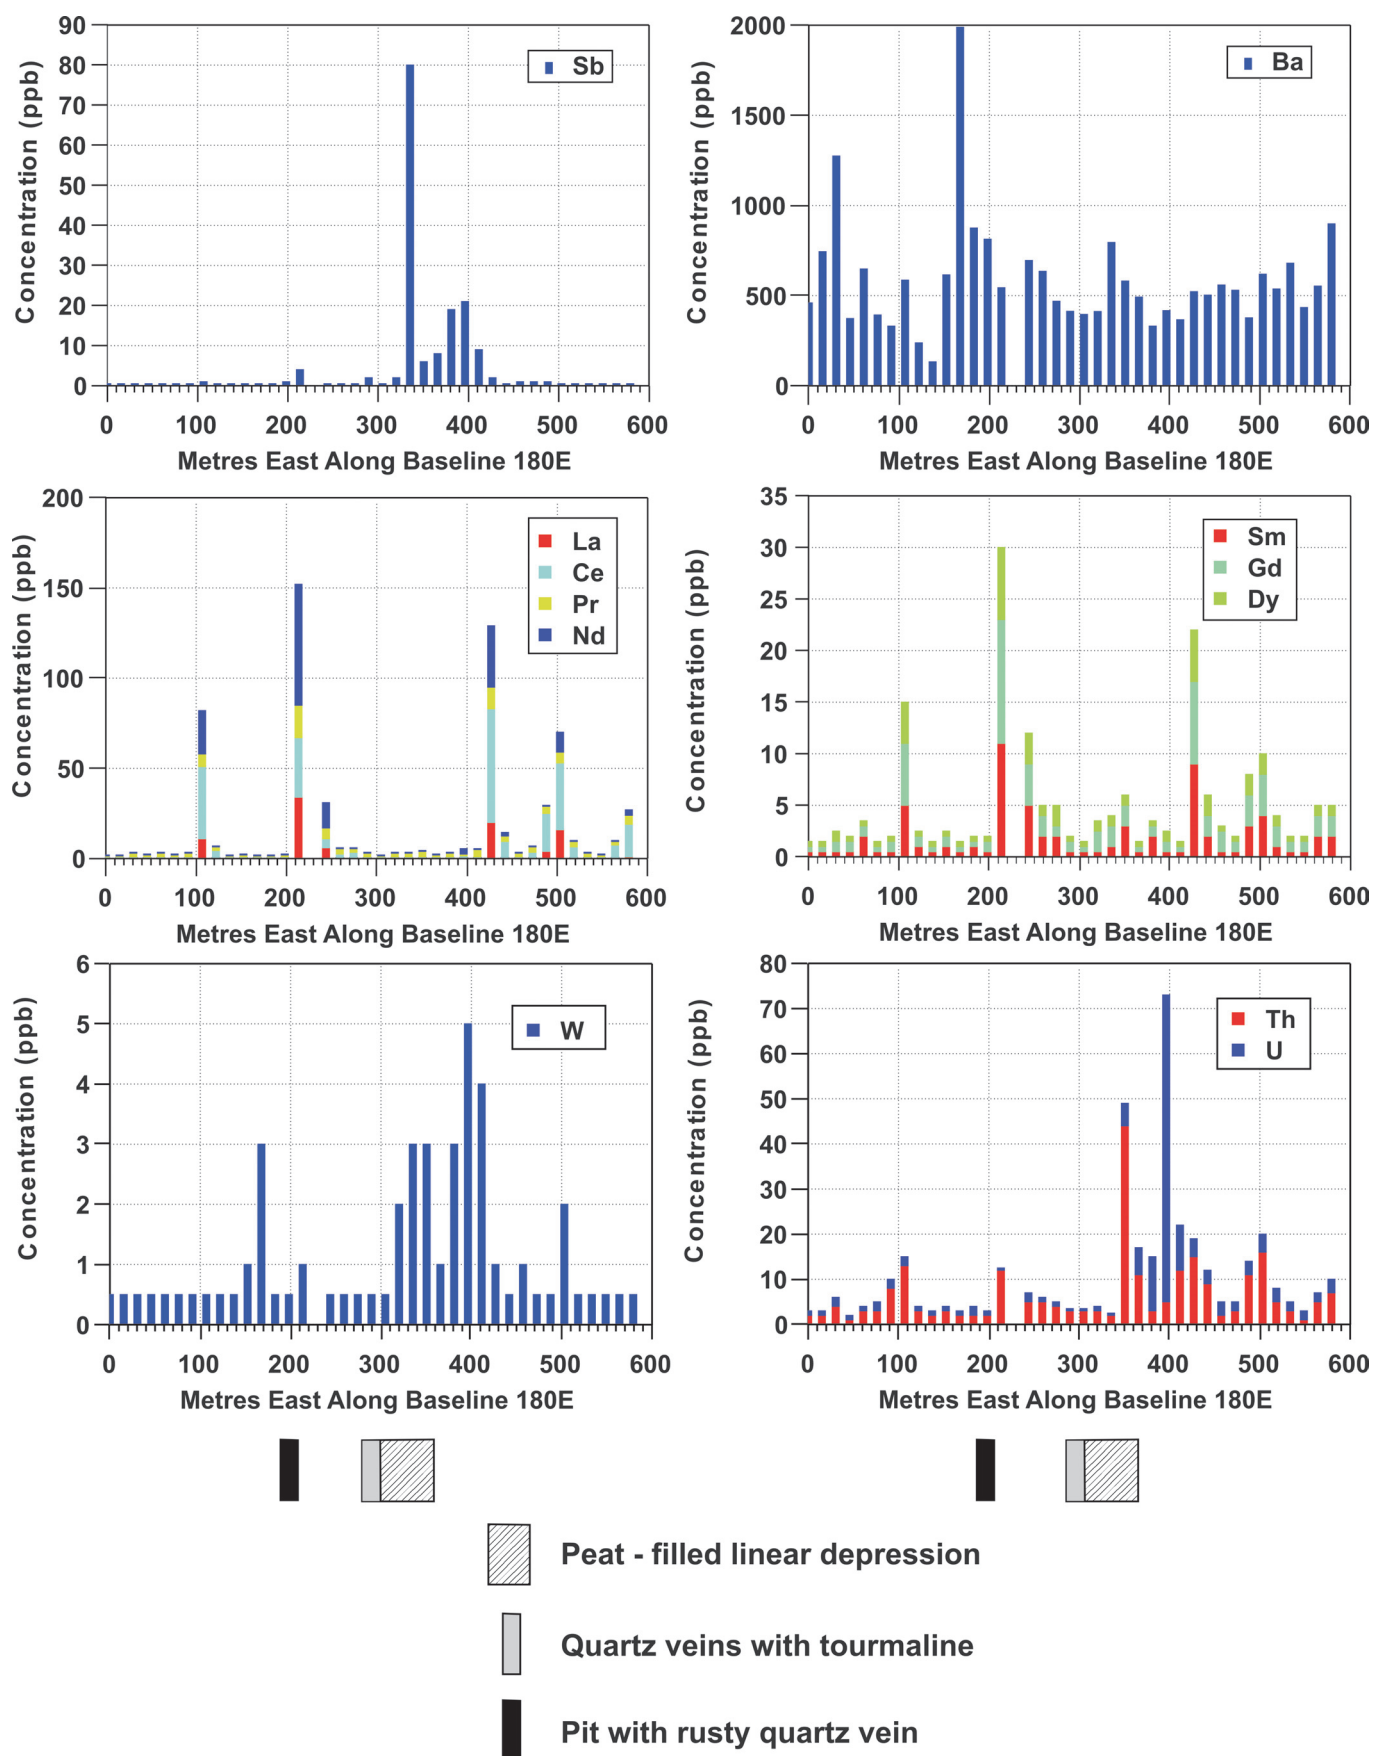 Concentration (ppb)
90
80
70
60
50
40
30
20
10
0
Sb
0 100 200 300 400 500 600
Metres East Along Baseline 180E
Concentration (ppb)
2000
1500
1000
500
0
Ba
0 100 200 300 400 500 600
Metres East Along Baseline 180E
Concentration (ppb)
200
150
100
50
0
La
Ce
Pr
Nd
0 100 200 300 400 500 600
Metres East Along Baseline 180E
Concentration (ppb)
35
30
25
20
15
10
5
0
Sm
Gd
Dy
0 100 200 300 400 500 600
Metres East Along Baseline 180E
Concentration (ppb)
6
5
4
3
2
1
0
W
0 100 200 300 400 500 600
Metres East Along Baseline 180E
Concentration (ppb)
80
70
60
50
40
30
20
10
0
Th
U
0 100 200 300 400 500 600
Metres East Along Baseline 180E
Peat - filled linear depression
Quartz veins with tourmaline
Pit with rusty quartz vein